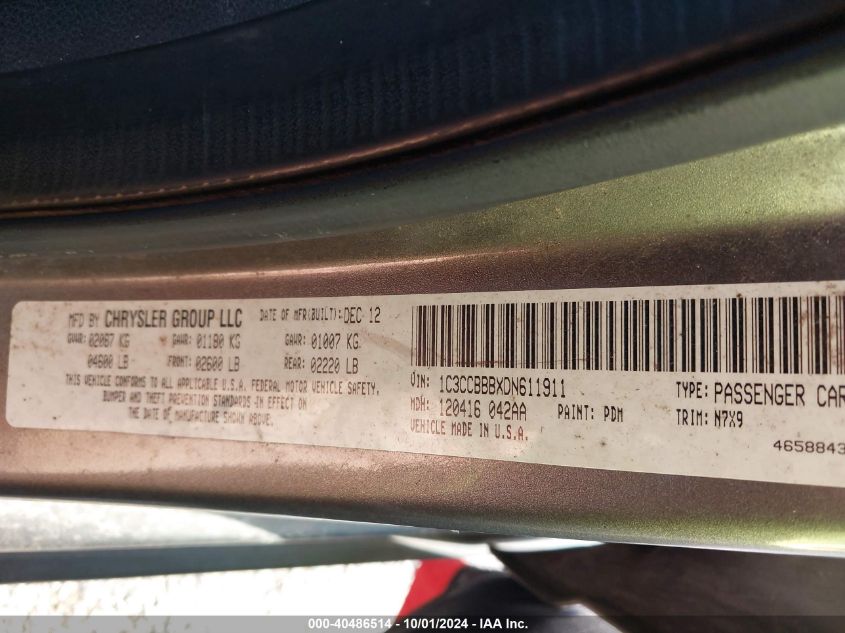 MFD BY CHRYSLER GROUP LLC DATE OF MFR(BUILT): DEC 12
GVWR: 02087 KG GAWR: 01180 KG GAWR: 01007 KG
04600 LB FRONT: 02600 LB REAR: 02220 LB
THIS VEHICLE CONFORMS TO ALL APPLICABLE U.S.A. FEDERAL MOTOR VEHICLE SAFETY,
BUMPER AND THEFT PREVENTION STANDARDS IN EFFECT ON
THE DATE OF MANUFACTURE SHOWN ABOVE.
VIN: 1C3CCBBBXDN611911 TYPE: PASSENGER CAR
MDH: 120416 042AA PAINT: PDM TRIM: N7X9
VEHICLE MADE IN U.S.A.
4658843
000-40486514 - 10/01/2024 - IAA Inc.